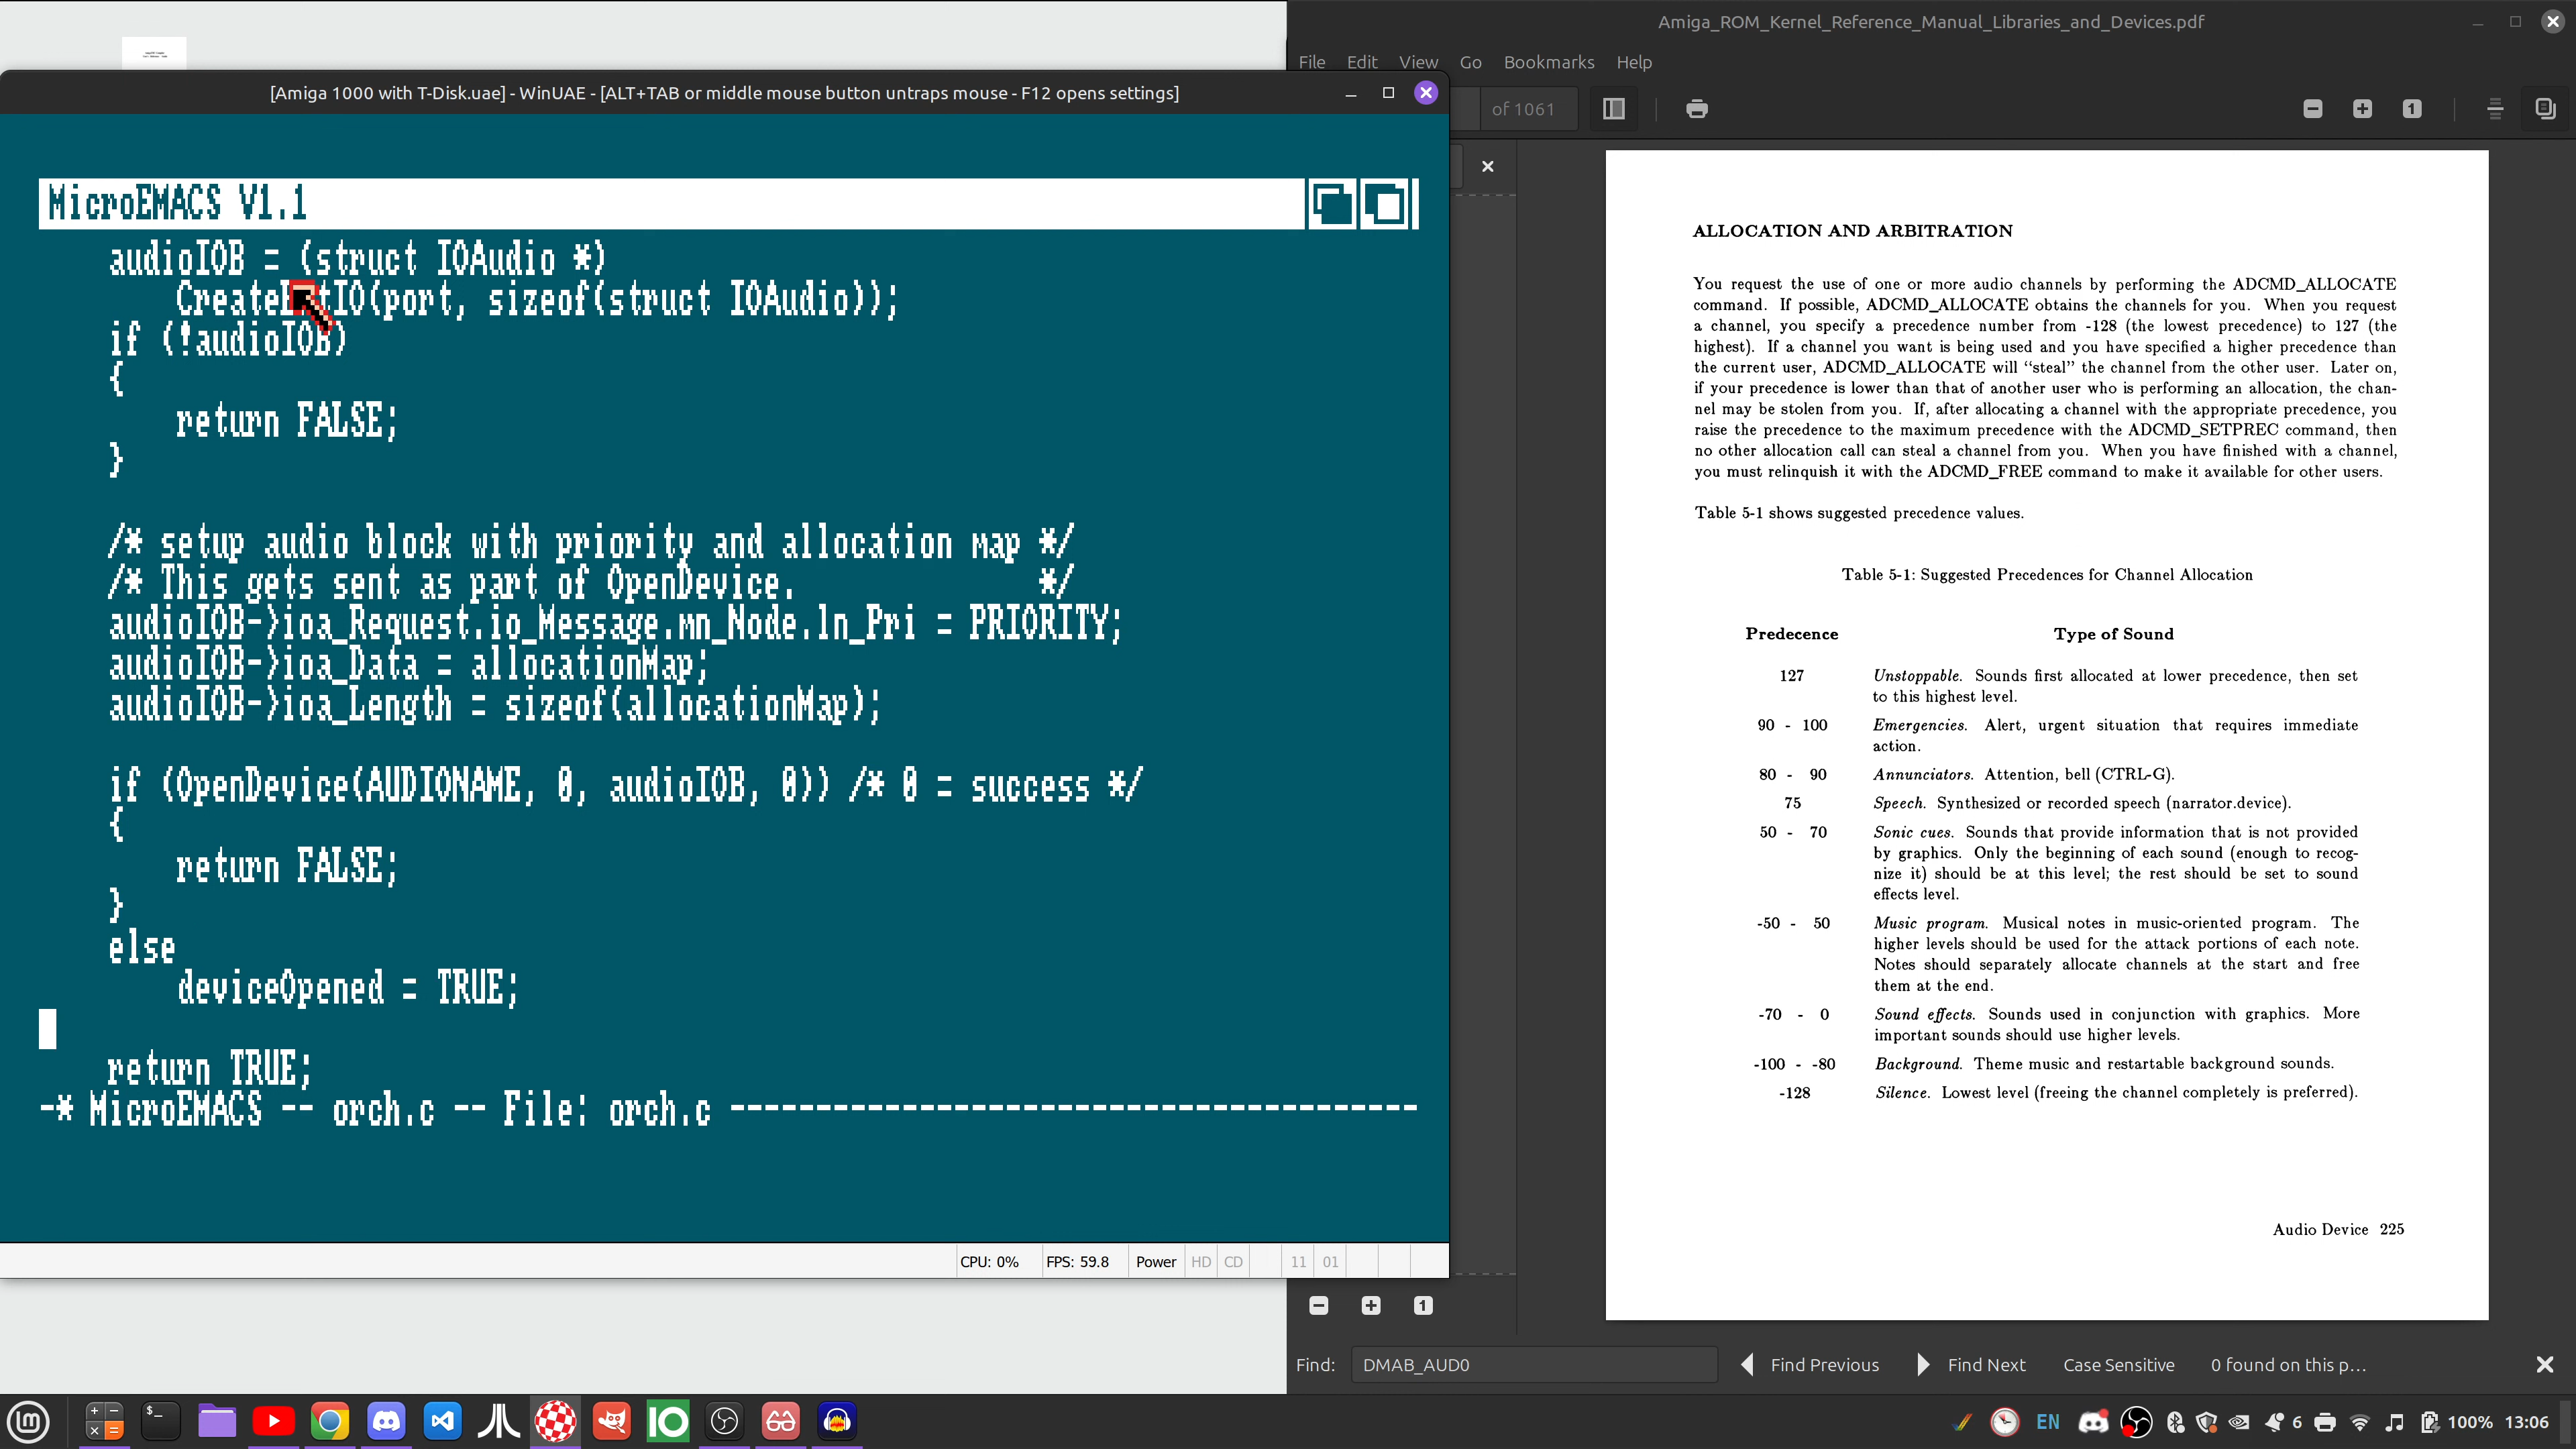 Amiga_ROM_Kernel_Reference_Manual_Libraries_and_Devices.pdf
File Edit View Go Bookmarks Help
of 1061
[Amiga 1000 with T-Disk.uae] - WinUAE - [ALT+TAB or middle mouse button untraps mouse - F12 opens settings]
MicroEMACS V1.1
audioIOB = (struct IOAudio *)
if (!audioIOB)
{
return FALSE;
}
/* setup audio block with priority and allocation map */
/* This gets sent as part of OpenDevice. */
audioIOB->ioa_Request.io_Message.mn_Node.ln_Pri = PRIORITY;
audioIOB->ioa_Data = allocationMap;
audioIOB->ioa_Length = sizeof(allocationMap);
if (OpenDevice(AUDIONAME, 0, audioIOB, 0)) /* 0 = success */
{
return FALSE;
}
else
deviceOpened = TRUE;
return TRUE;
-* MicroEMACS -- orch.c -- File: orch.c ----------------------------------------
CPU: 0% FPS: 59.8 Power HD CD 11 01
ALLOCATION AND ARBITRATION
You request the use of one or more audio channels by performing the ADCMD_ALLOCATE
command. If possible, ADCMD_ALLOCATE obtains the channels for you. When you request
a channel, you specify a precedence number from -128 (the lowest precedence) to 127 (the
highest). If a channel you want is being used and you have specified a higher precedence than
the current user, ADCMD_ALLOCATE will “steal” the channel from the other user. Later on,
if your precedence is lower than that of another user who is performing an allocation, the chan-
nel may be stolen from you. If, after allocating a channel with the appropriate precedence, you
raise the precedence to the maximum precedence with the ADCMD_SETPREC command, then
no other allocation call can steal a channel from you. When you have finished with a channel,
you must relinquish it with the ADCMD_FREE command to make it available for other users.
Table 5-1 shows suggested precedence values.
Table 5-1: Suggested Precedences for Channel Allocation
Predecence Type of Sound
127 Unstoppable. Sounds first allocated at lower precedence, then set
to this highest level.
90 - 100 Emergencies. Alert, urgent situation that requires immediate
action.
80 - 90 Annunciators. Attention, bell (CTRL-G).
75 Speech. Synthesized or recorded speech (narrator.device).
50 - 70 Sonic cues. Sounds that provide information that is not provided
by graphics. Only the beginning of each sound (enough to recog-
nize it) should be at this level; the rest should be set to sound
effects level.
-50 - 50 Music program. Musical notes in music-oriented program. The
higher levels should be used for the attack portions of each note.
Notes should separately allocate channels at the start and free
them at the end.
-70 - 0 Sound effects. Sounds used in conjunction with graphics. More
important sounds should use higher levels.
-100 - -80 Background. Theme music and restartable background sounds.
-128 Silence. Lowest level (freeing the channel completely is preferred).
Audio Device 225
Find: DMAB_AUD0 Find Previous Find Next Case Sensitive 0 found on this p…
EN 6 100% 13:06